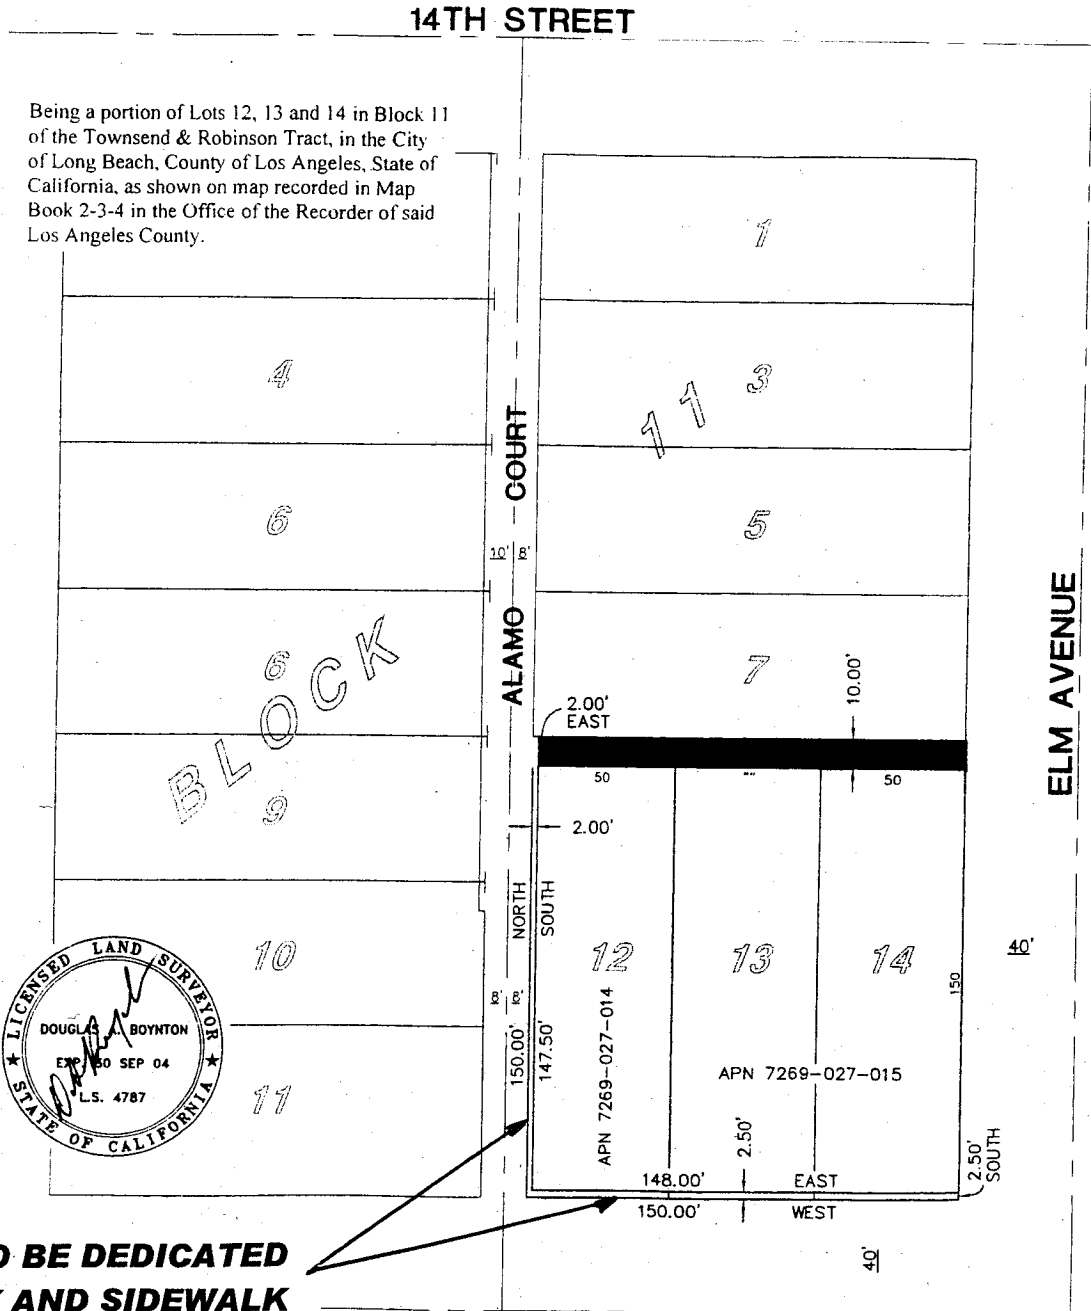 14TH STREET
Being a portion of Lots 12, 13 and 14 in Block 11
of the Townsend & Robinson Tract, in the City
of Long Beach, County of Los Angeles, State of
California, as shown on map recorded in Map
Book 2-3-4 in the Office of the Recorder of said
Los Angeles County.
1
4
3
11
COURT
6
5
10' 8'
ELM AVENUE
ALAMO
BLOCK
6
7
10.00'
2.00'
EAST
50
50
9
2.00'
NORTH
SOUTH
10
12
13
14
40'
150
LICENSED LAND SURVEYOR
DOUGLAS A. BOYNTON
EXP. 30 SEP 04
L.S. 4787
STATE OF CALIFORNIA
8' 8'
150.00'
147.50'
APN 7269-027-014
APN 7269-027-015
11
2.50'
2.50'
SOUTH
148.00'
EAST
150.00'
WEST
BE DEDICATED
AND SIDEWALK
40'